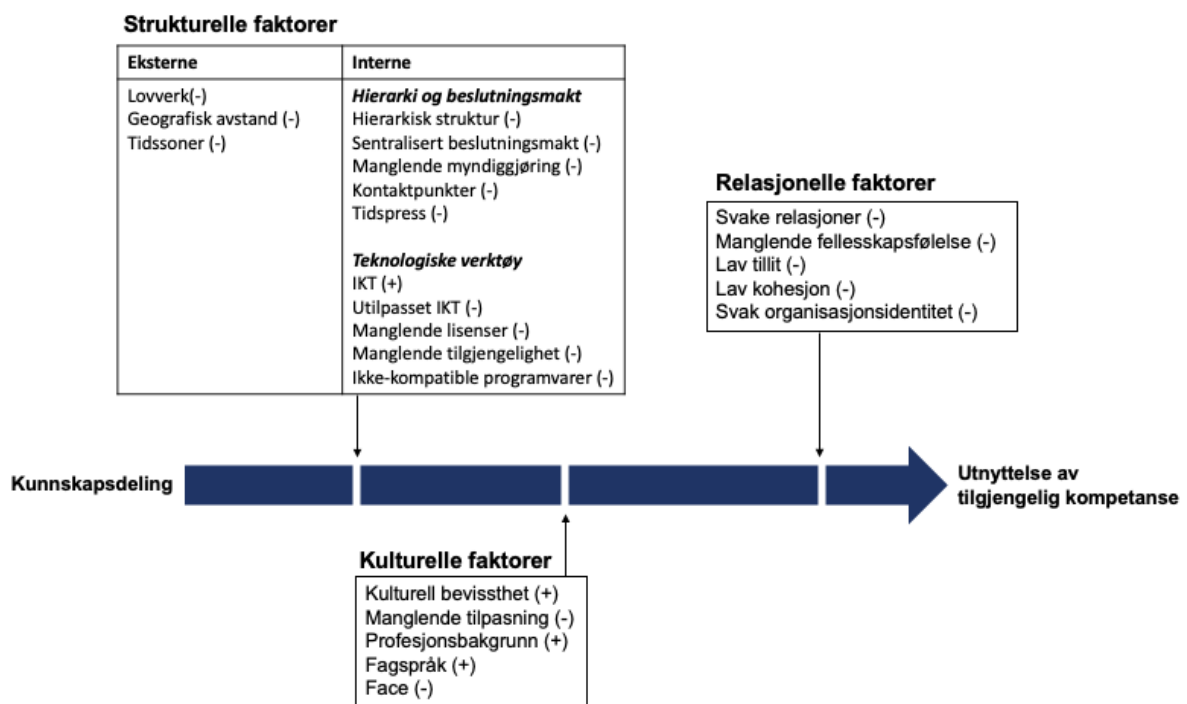 Strukturelle faktorer
Eksterne
Interne
Lovverk(-)
Geografisk avstand (-)
Tidssoner (-)
Hierarki og beslutningsmakt
Hierarkisk struktur (-)
Sentralisert beslutningsmakt (-)
Manglende myndiggjøring (-)
Kontaktpunkter (-)
Tidspress (-)
Teknologiske verktøy
IKT (+)
Utilpasset IKT (-)
Manglende lisenser (-)
Manglende tilgjengelighet (-)
Ikke-kompatible programvarer (-)
Relasjonelle faktorer
Svake relasjoner (-)
Manglende fellesskapsfølelse (-)
Lav tillit (-)
Lav kohesjon (-)
Svak organisasjonsidentitet (-)
Kunnskapsdeling
Utnyttelse av
tilgjengelig kompetanse
Kulturelle faktorer
Kulturell bevissthet (+)
Manglende tilpasning (-)
Profesjonsbakgrunn (+)
Fagspråk (+)
Face (-)